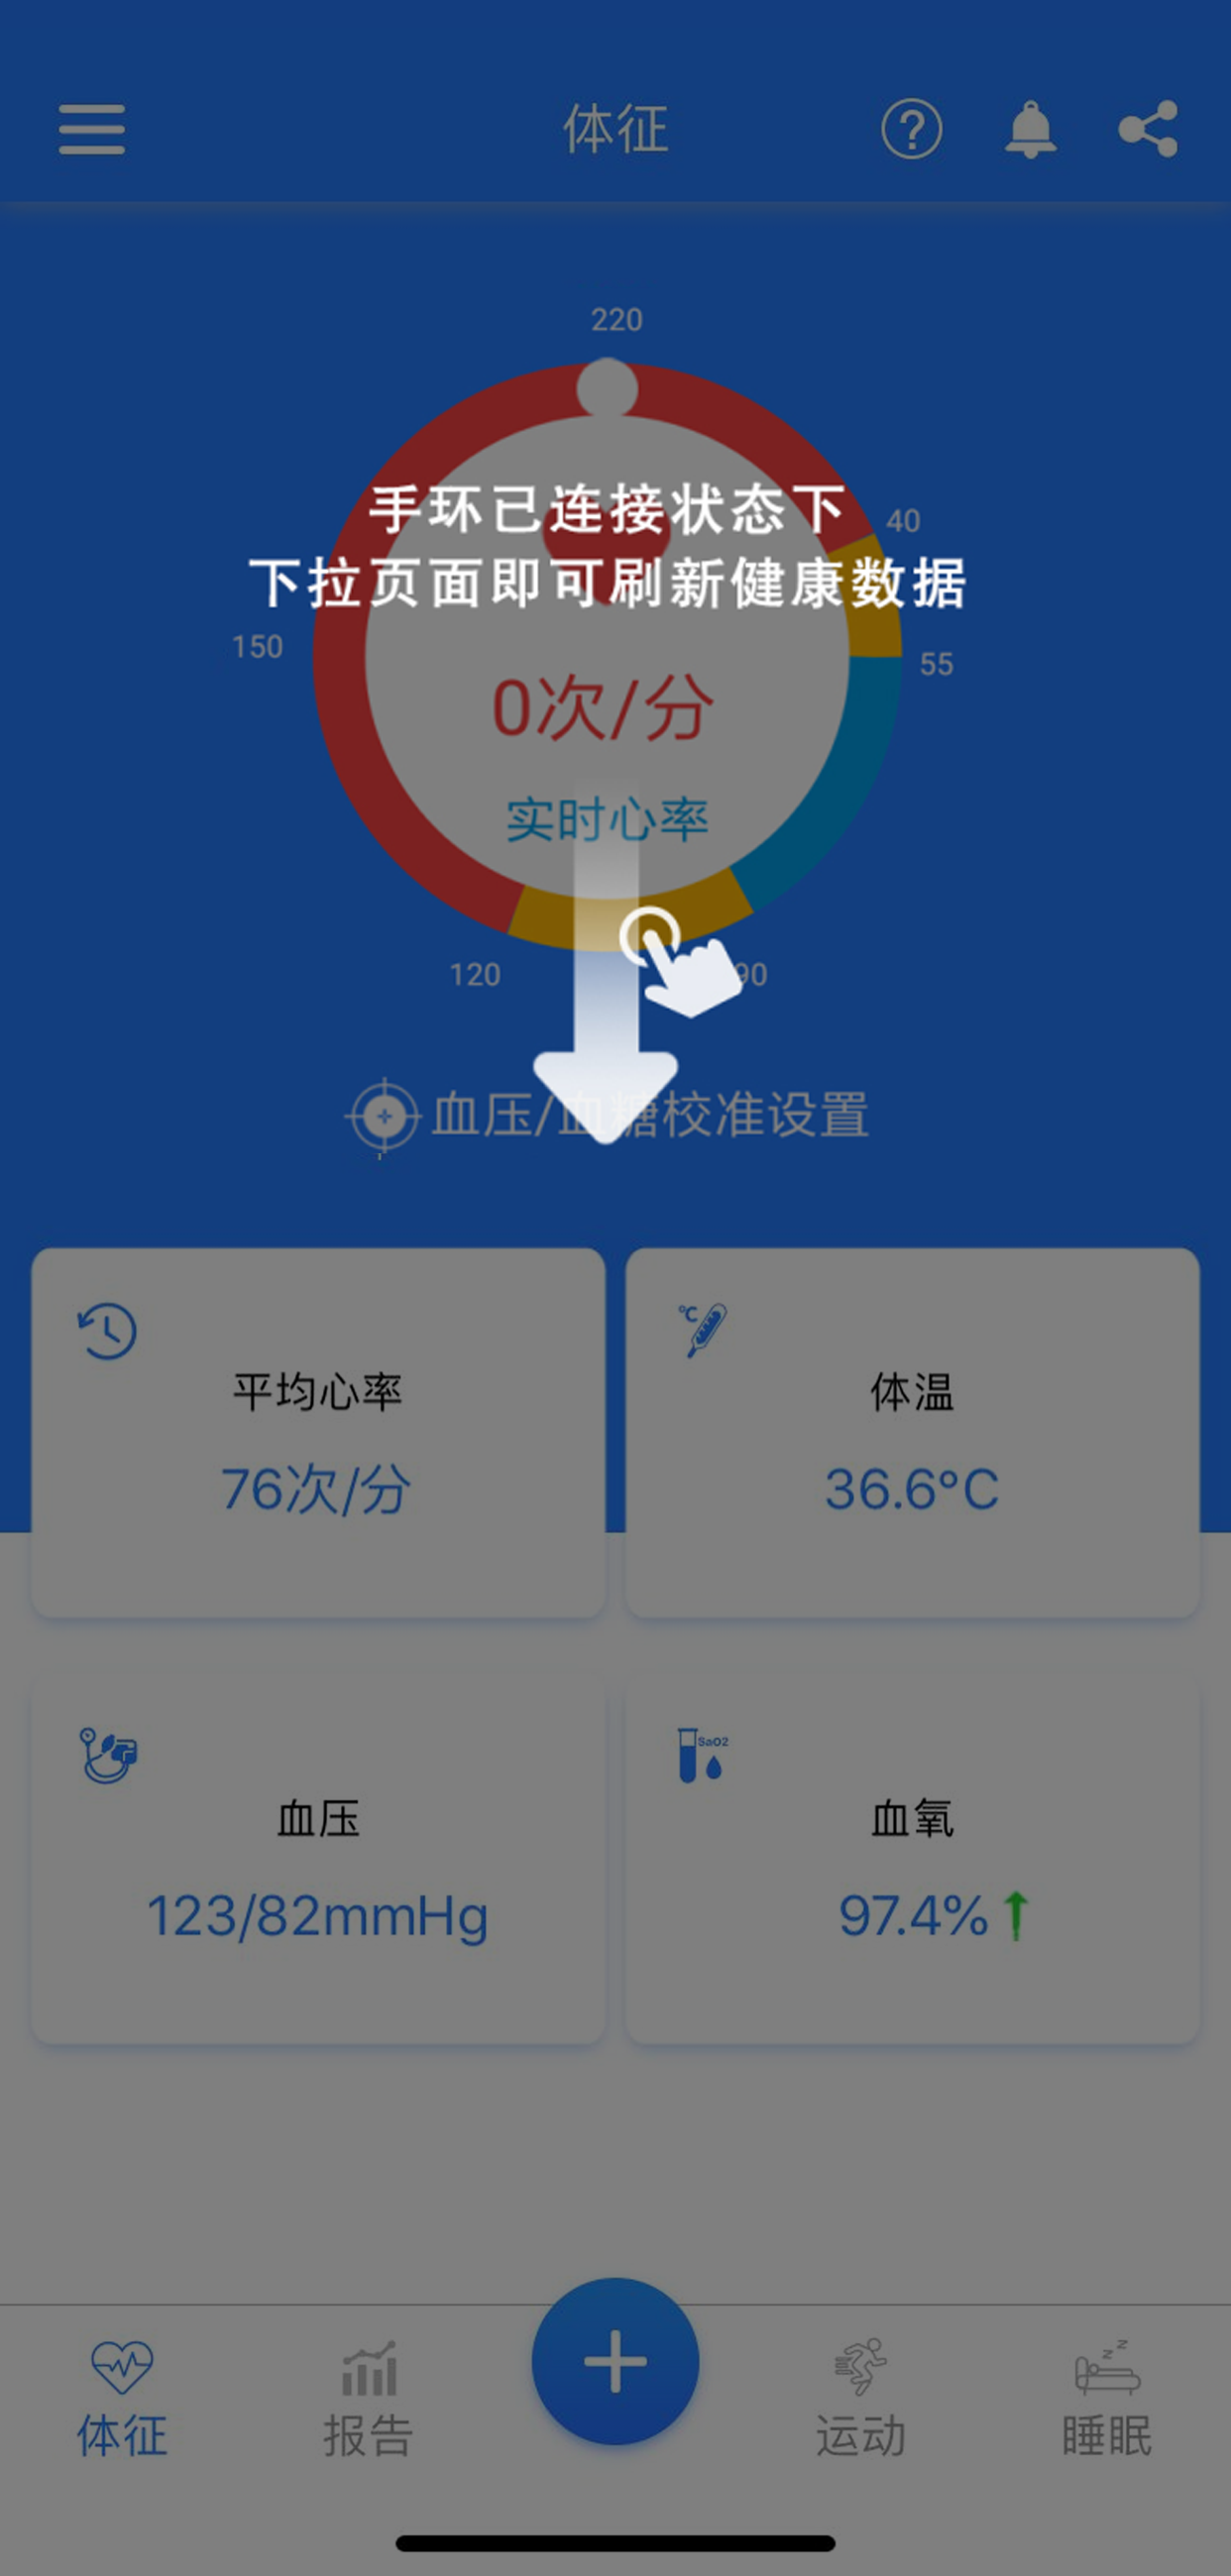 体征
220
手环已连接状态下
40
下拉页面即可刷新健康数据
150
55
0次/分
实时心率
120
90
血压/血糖校准设置
°C
平均心率
体温
76次/分
36.6°C
SaO2
血压
血氧
123/82mmHg
97.4%
体征
报告
运动
睡眠